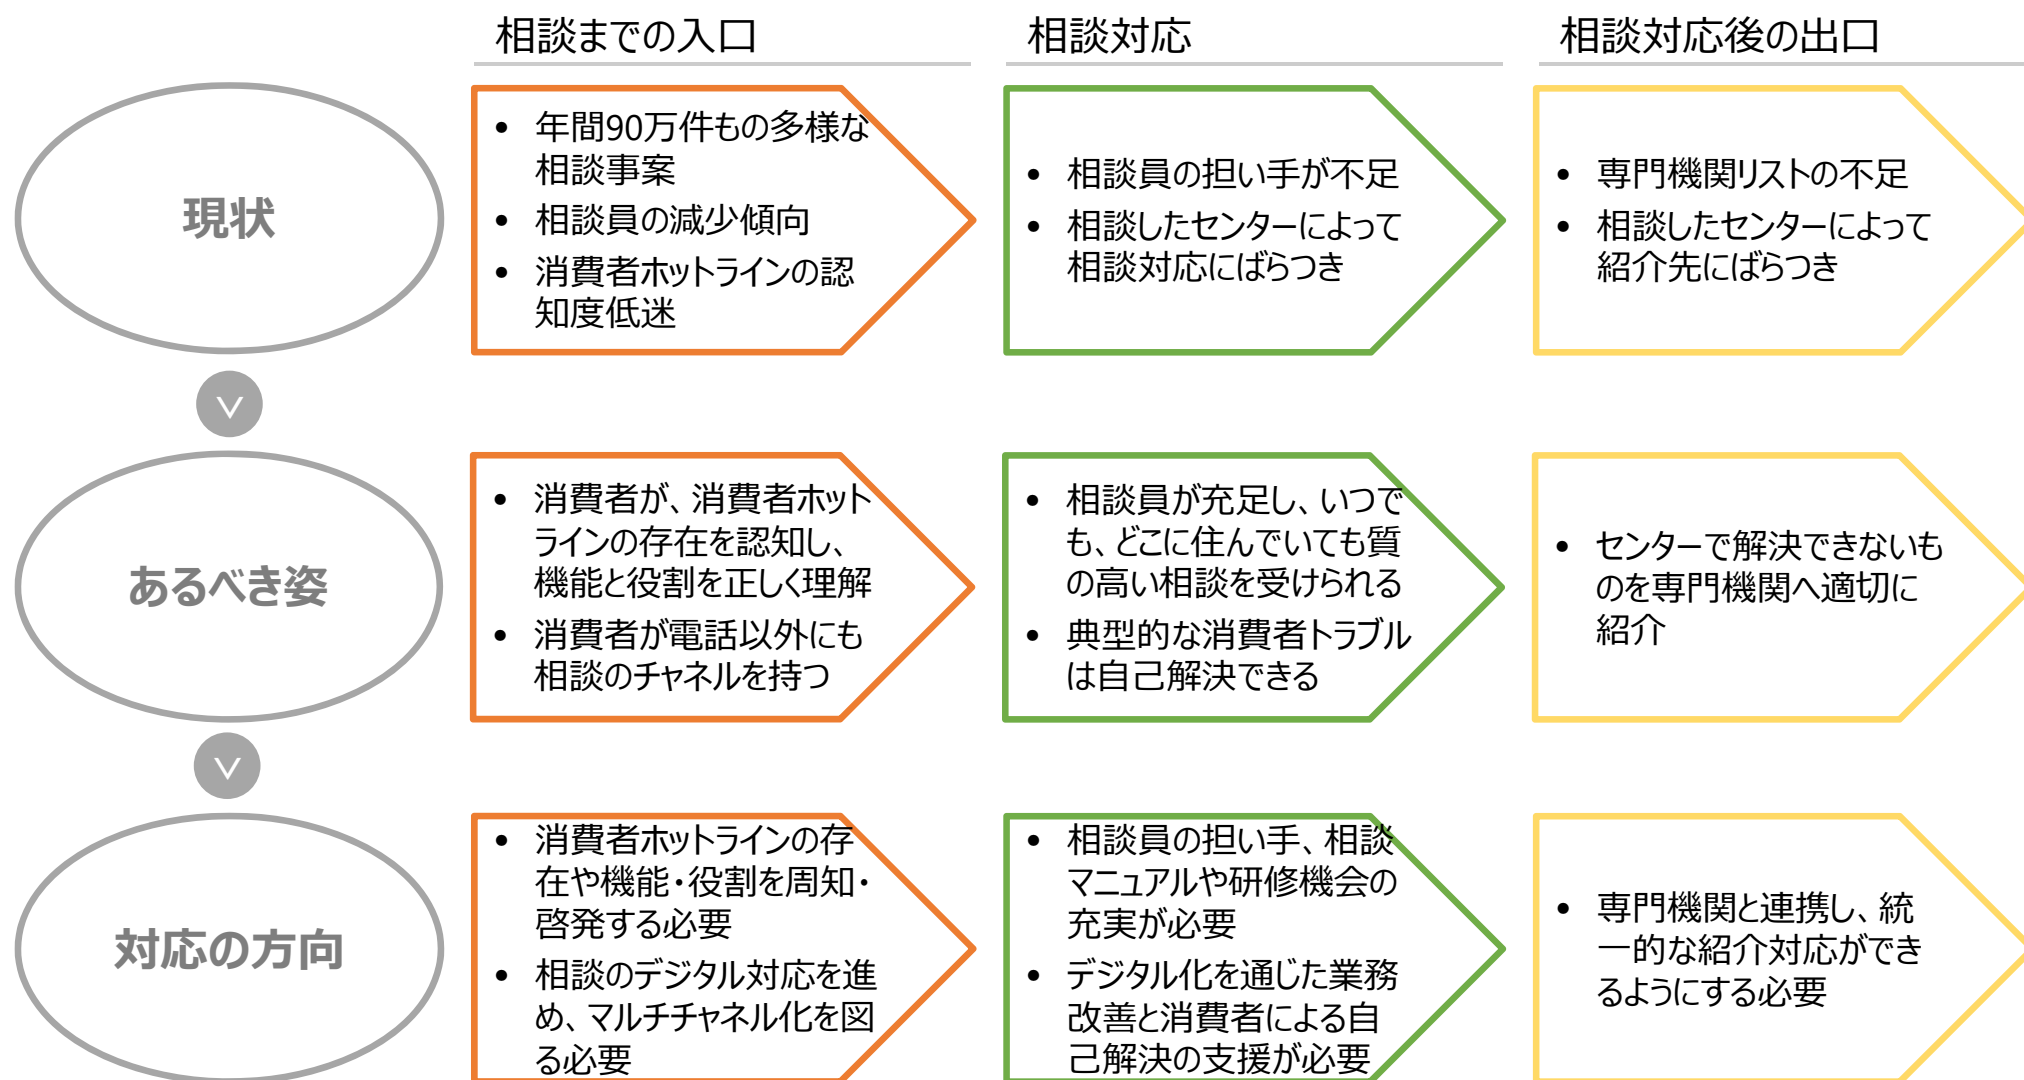 相談までの入口
相談対応
相談対応後の出口
現状
• 年間90万件もの多様な
相談事案
• 相談員の減少傾向
• 消費者ホットラインの認
知度低迷
• 相談員の担い手が不足
• 相談したセンターによって
相談対応にばらつき
• 専門機関リストの不足
• 相談したセンターによって
紹介先にばらつき
あるべき姿
• 消費者が、消費者ホット
ラインの存在を認知し、
機能と役割を正しく理解
• 消費者が電話以外にも
相談のチャネルを持つ
• 相談員が充足し、いつで
も、どこに住んでいても質
の高い相談を受けられる
• 典型的な消費者トラブル
は自己解決できる
• センターで解決できないも
のを専門機関へ適切に
紹介
対応の方向
• 消費者ホットラインの存
在や機能・役割を周知・
啓発する必要
• 相談のデジタル対応を進
め、マルチチャネル化を図
る必要
• 相談員の担い手、相談
マニュアルや研修機会の
充実が必要
• デジタル化を通じた業務
改善と消費者による自
己解決の支援が必要
• 専門機関と連携し、統
一的な紹介対応ができ
るようにする必要